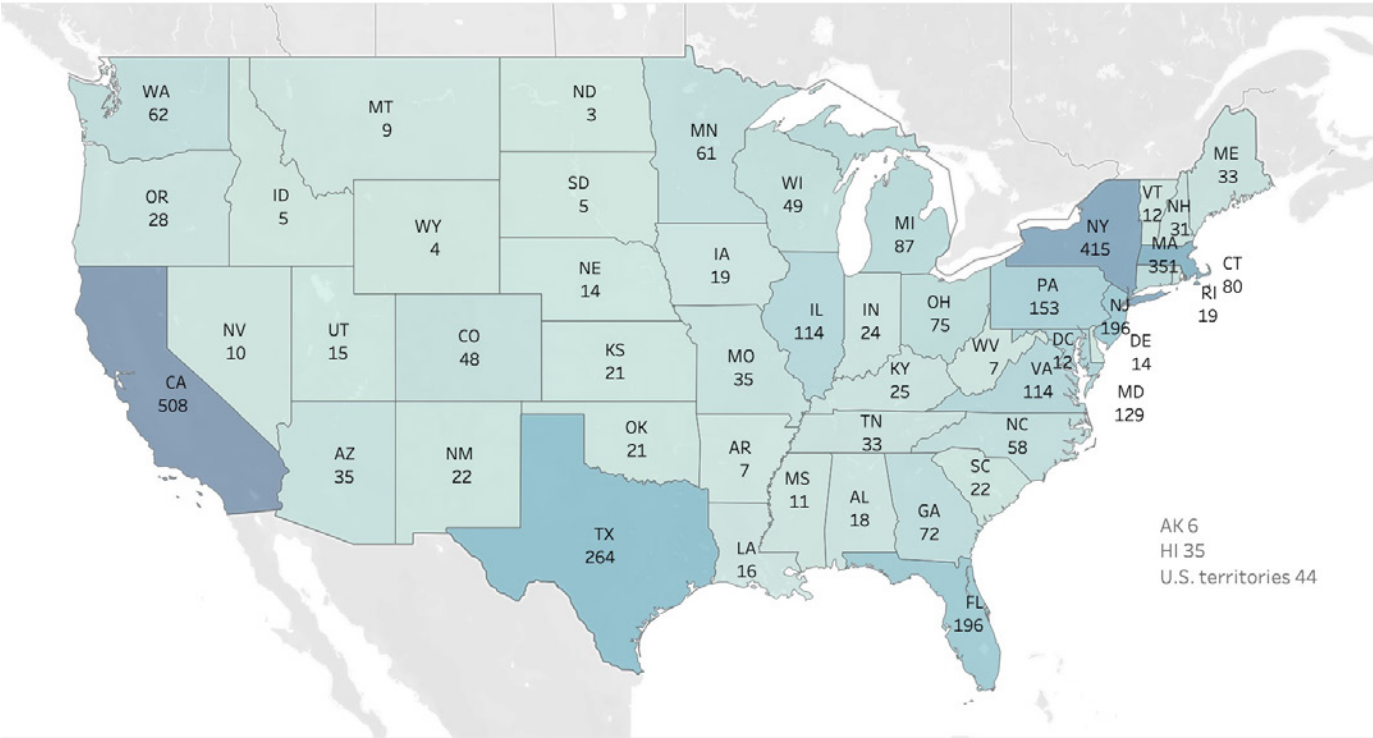 WA
62
MT
9
ND
3
MN
61
OR
28
ID
5
WY
4
SD
5
WI
49
MI
87
NY
415
VT
12
NH
31
ME
33
MA
351
CT
80
RI
19
IA
19
NE
14
PA
153
NJ
196
NV
10
UT
15
CO
48
KS
21
IL
114
IN
24
OH
75
WV
7
DC
12
DE
14
CA
508
MO
35
KY
25
VA
114
MD
129
AZ
35
NM
22
OK
21
AR
7
TN
33
NC
58
SC
22
TX
264
LA
16
MS
11
AL
18
GA
72
FL
196
AK 6
HI 35
U.S. territories 44